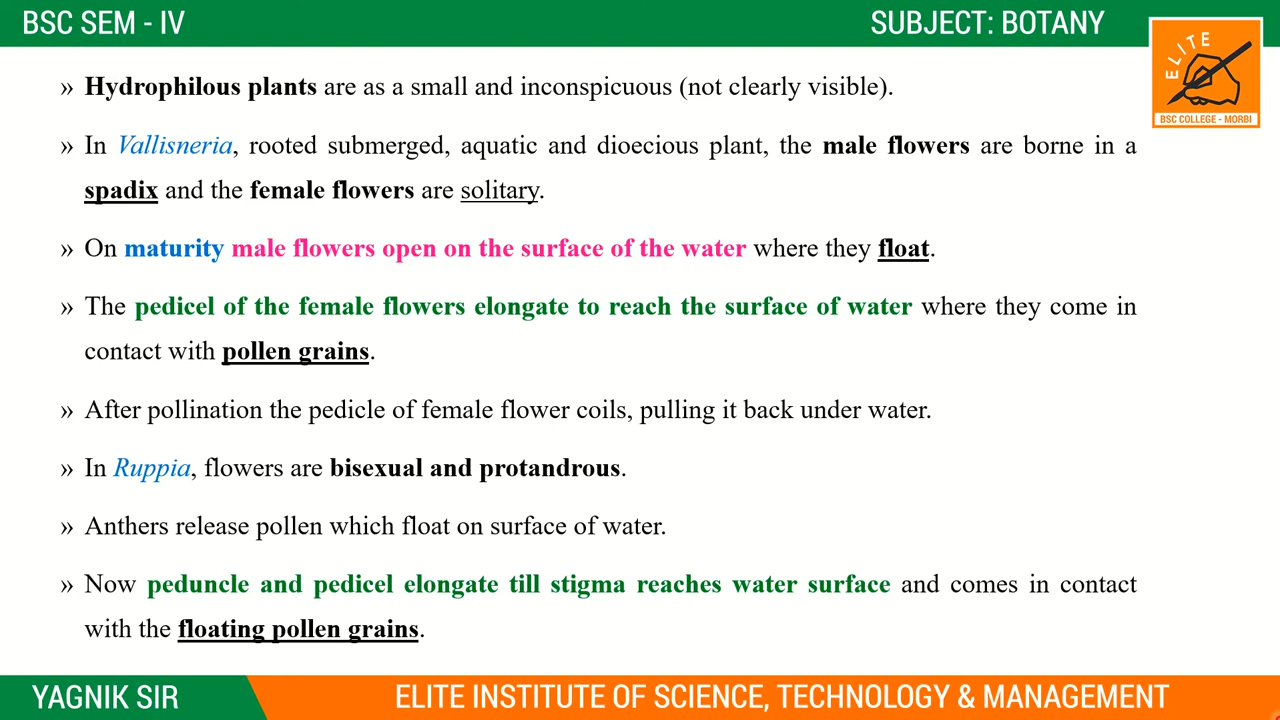 BSC SEM - IV
SUBJECT: BOTANY
ELITE
BSC COLLEGE - MORBI
» Hydrophilous plants are as a small and inconspicuous (not clearly visible).
» In Vallisneria, rooted submerged, aquatic and dioecious plant, the male flowers are borne in a
spadix and the female flowers are solitary.
» On maturity male flowers open on the surface of the water where they float.
» The pedicel of the female flowers elongate to reach the surface of water where they come in
contact with pollen grains.
» After pollination the pedicle of female flower coils, pulling it back under water.
» In Ruppia, flowers are bisexual and protandrous.
» Anthers release pollen which float on surface of water.
» Now peduncle and pedicel elongate till stigma reaches water surface and comes in contact
with the floating pollen grains.
YAGNIK SIR
ELITE INSTITUTE OF SCIENCE, TECHNOLOGY & MANAGEMENT